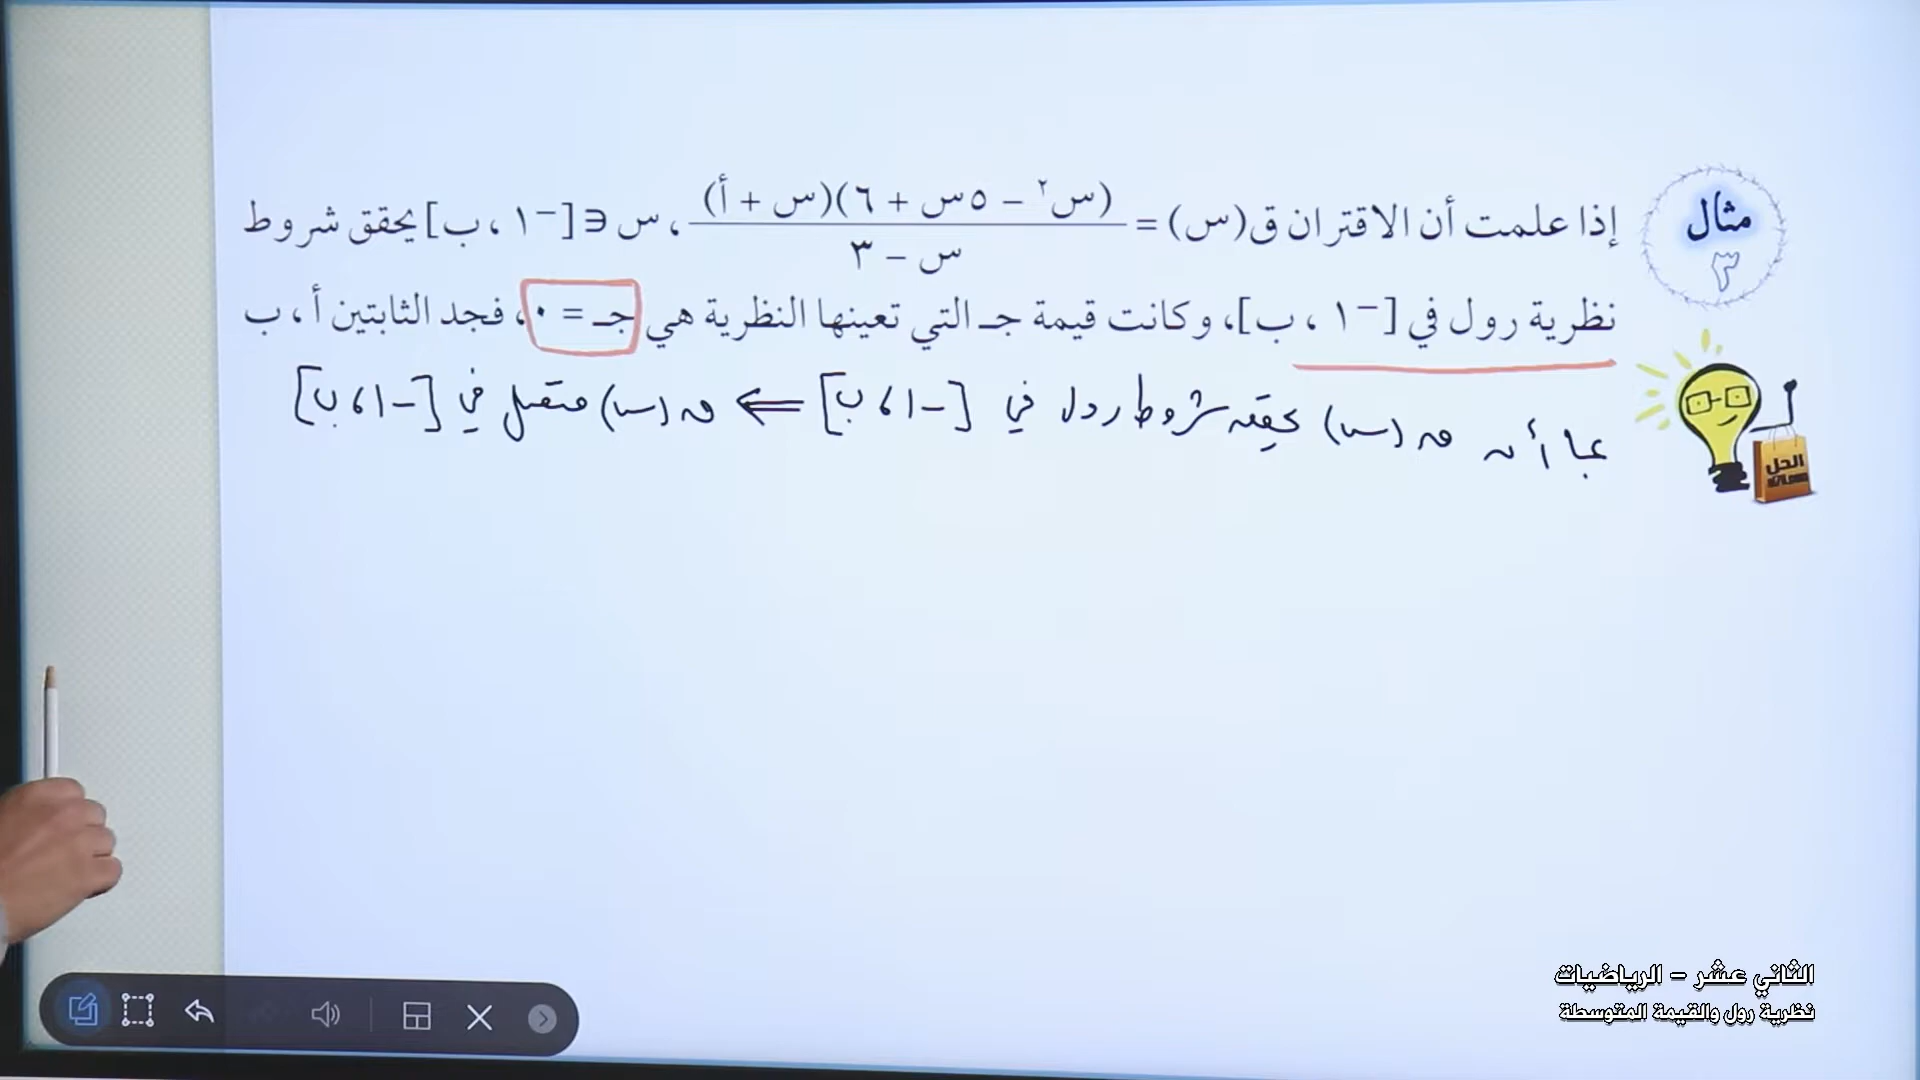 مثال ٣
إذا علمت أن الاقتران ق(س) = (س² – ٥س + ٦)(س + أ) / س – ٣ ، س ∈ [–١ ، ب] يحقق شروط
نظرية رول في [–١ ، ب]، وكانت قيمة جـ التي تعينها النظرية هي جـ = ٠، فجد الثابتين أ ، ب
بما أن ق(س) يحقق شروط رول في [–١ ، ب] ⇐ ق(س) متصل في [–١ ، ب]
الحل
الثاني عشر – الرياضيات
نظرية رول والقيمة المتوسطة